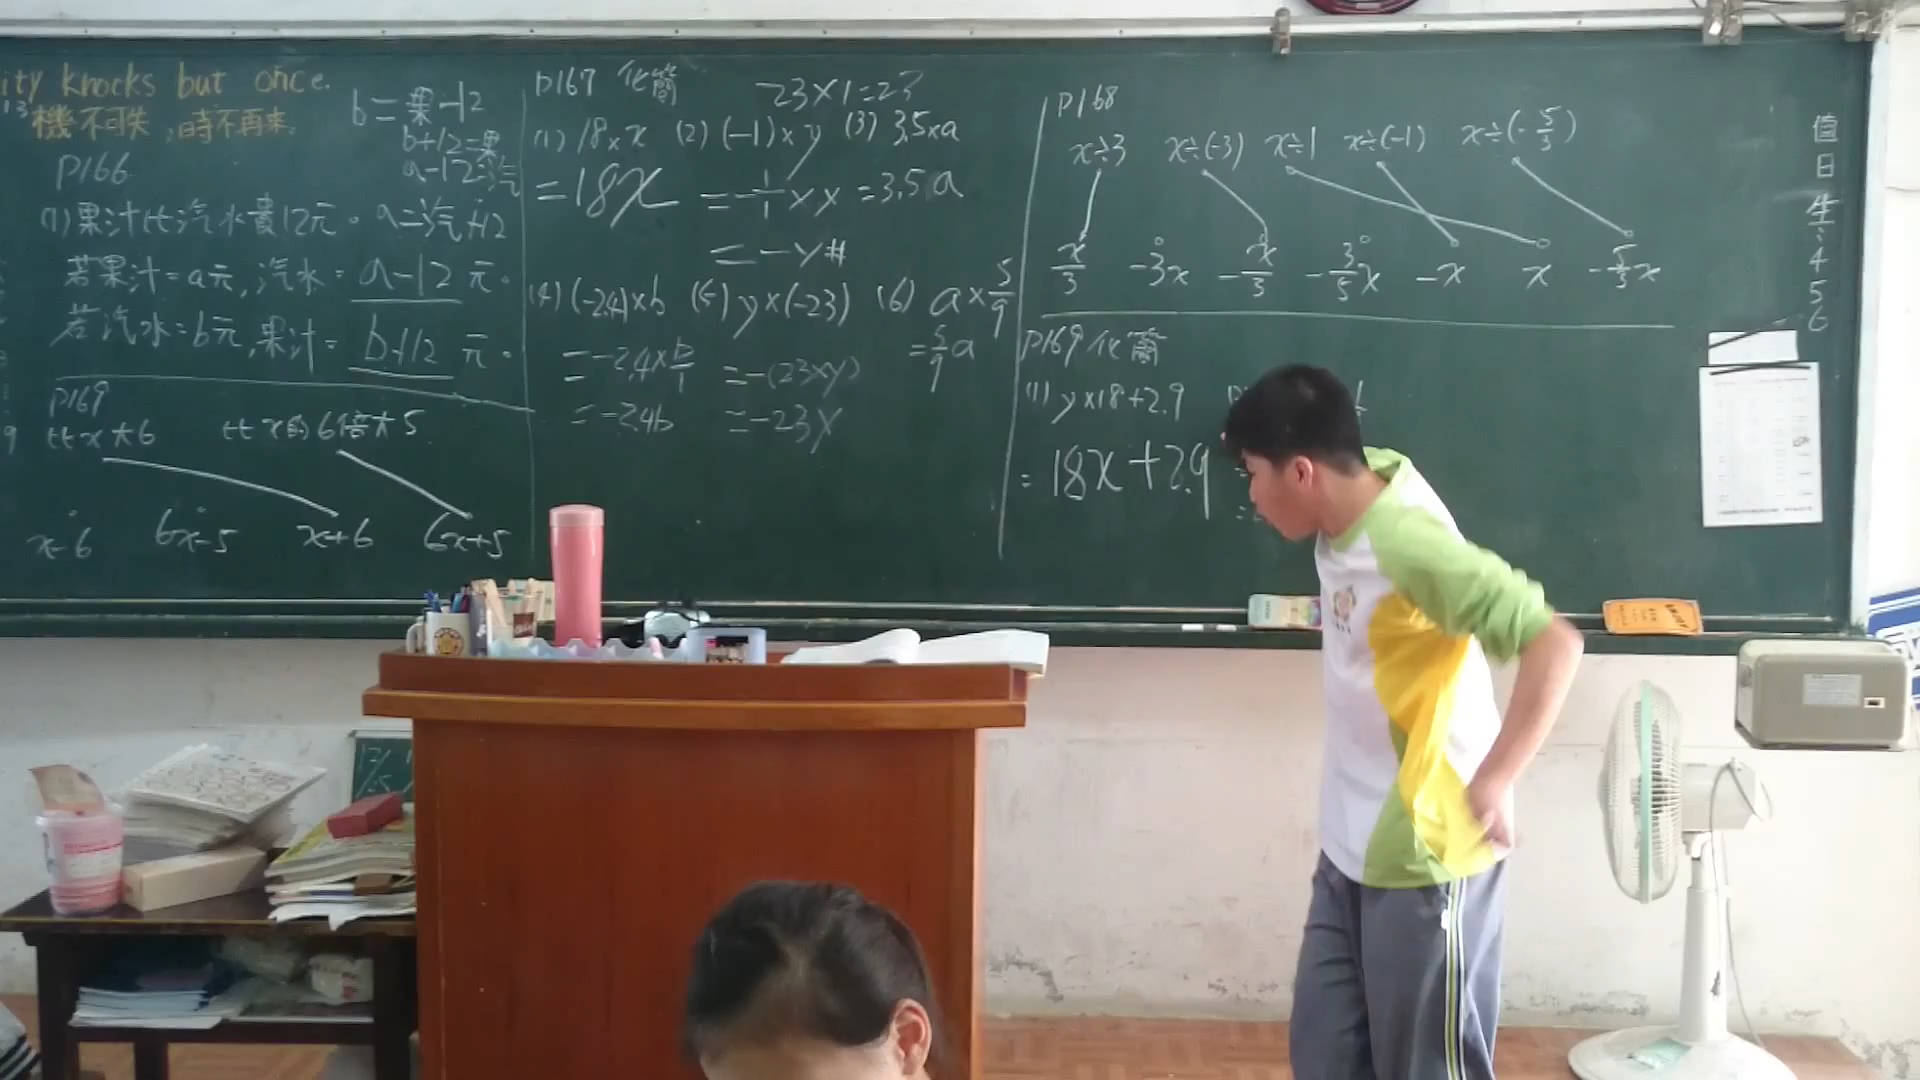 ity knocks but once.
機不可失,時不再來.
b=果-12
b+12=果
a-12=汽
P166
(1)果汁比汽水貴12元。a=汽+12
若果汁=a元,汽水=a-12元。
若汽水=b元,果汁=b+12元。
P169
比x大6 比x的6倍大5
x-6 6x-5 x+6 6x+5
P167 化簡 23×1=23
(1) 18×x (2) (-1)×y (3) 3.5×a
=18x =-1/1×y =3.5a
=-y#
(4) (-2.4)×b (5) y×(-23) (6) a×5/9
=-2.4×b/1 =-(23×y) =5/9a
=-2.4b =-23y
P168
x÷3 x÷(-3) x÷1 x÷(-1) x÷(-5/3)
x/3 -3x -x/3 -3/5x -x x -5/3x
P169 化簡
(1) y×18+2.9
=18x+2.9
值日生:456